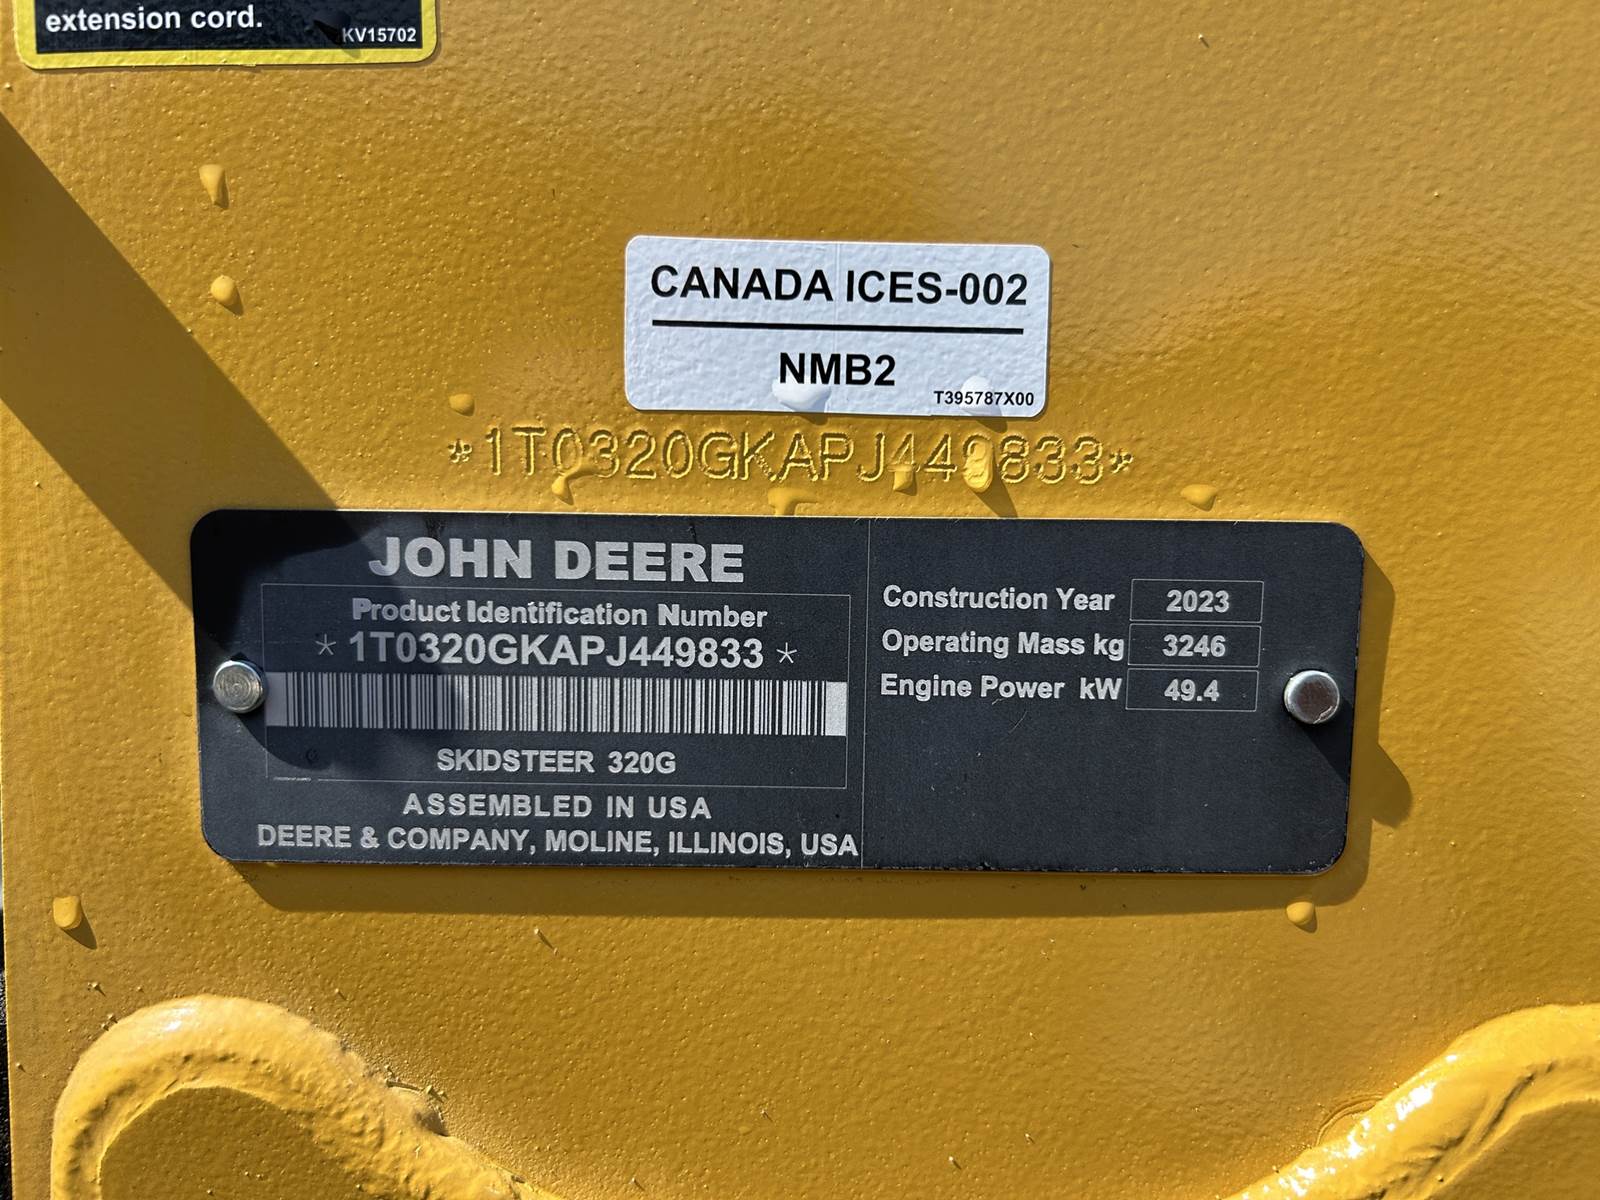 extension cord.
KV15702
CANADA ICES-002
NMB2
T395787X00
*1T0320GKAPJ449833*
JOHN DEERE
Product Identification Number
* 1T0320GKAPJ449833 *
SKIDSTEER 320G
ASSEMBLED IN USA
DEERE & COMPANY, MOLINE, ILLINOIS, USA
Construction Year 2023
Operating Mass kg 3246
Engine Power kW 49.4